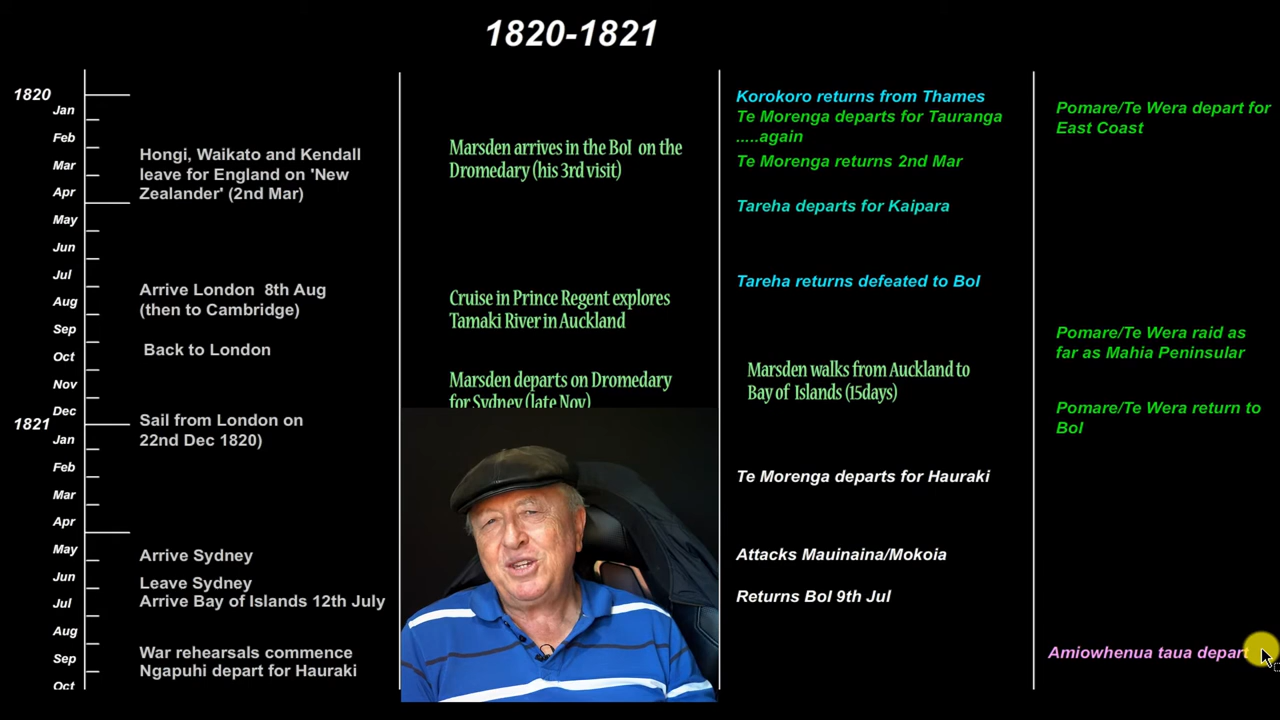 1820-1821
1820
Jan
Feb
Mar
Apr
May
Jun
Jul
Aug
Sep
Oct
Nov
Dec
1821
Jan
Feb
Mar
Apr
May
Jun
Jul
Aug
Sep
Oct
Hongi, Waikato and Kendall
leave for England on 'New
Zealander' (2nd Mar)
Arrive London 8th Aug
(then to Cambridge)
Back to London
Sail from London on
22nd Dec 1820)
Arrive Sydney
Leave Sydney
Arrive Bay of Islands 12th July
War rehearsals commence
Ngapuhi depart for Hauraki
Marsden arrives in the BoI on the
Dromedary (his 3rd visit)
Cruise in Prince Regent explores
Tamaki River in Auckland
Marsden departs on Dromedary
for Sydney (late Nov)
Korokoro returns from Thames
Te Morenga departs for Tauranga
.....again
Te Morenga returns 2nd Mar
Tareha departs for Kaipara
Tareha returns defeated to BoI
Marsden walks from Auckland to
Bay of Islands (15days)
Te Morenga departs for Hauraki
Attacks Mauinaina/Mokoia
Returns BoI 9th Jul
Pomare/Te Wera depart for
East Coast
Pomare/Te Wera raid as
far as Mahia Peninsular
Pomare/Te Wera return to
BoI
Amiowhenua taua depart